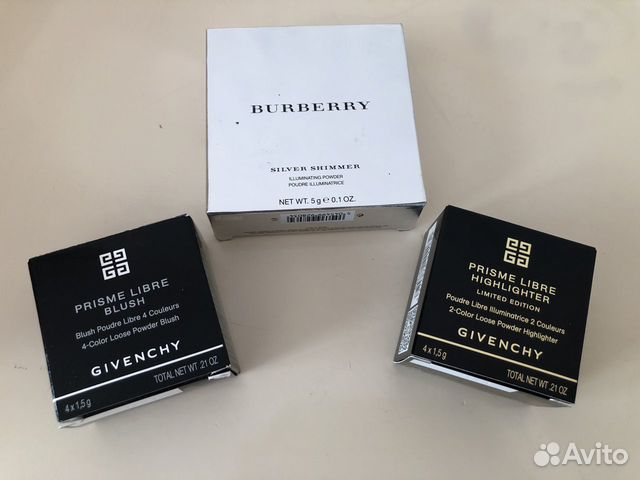 BURBERRY
SILVER SHIMMER
ILLUMINATING POWDER
POUDRE ILLUMINATRICE
NET WT. 5 g e 0.1 OZ.
PRISME LIBRE
BLUSH
Blush Poudre Libre 4 Couleurs
4-Color Loose Powder Blush
GIVENCHY
4 x 1,5 g TOTAL NET WT .21 OZ
PRISME LIBRE
HIGHLIGHTER
LIMITED EDITION
Poudre Libre Illuminatrice 2 Couleurs
2-Color Loose Powder Highlighter
GIVENCHY
4 x 1,5 g TOTAL NET WT .21 OZ
Avito